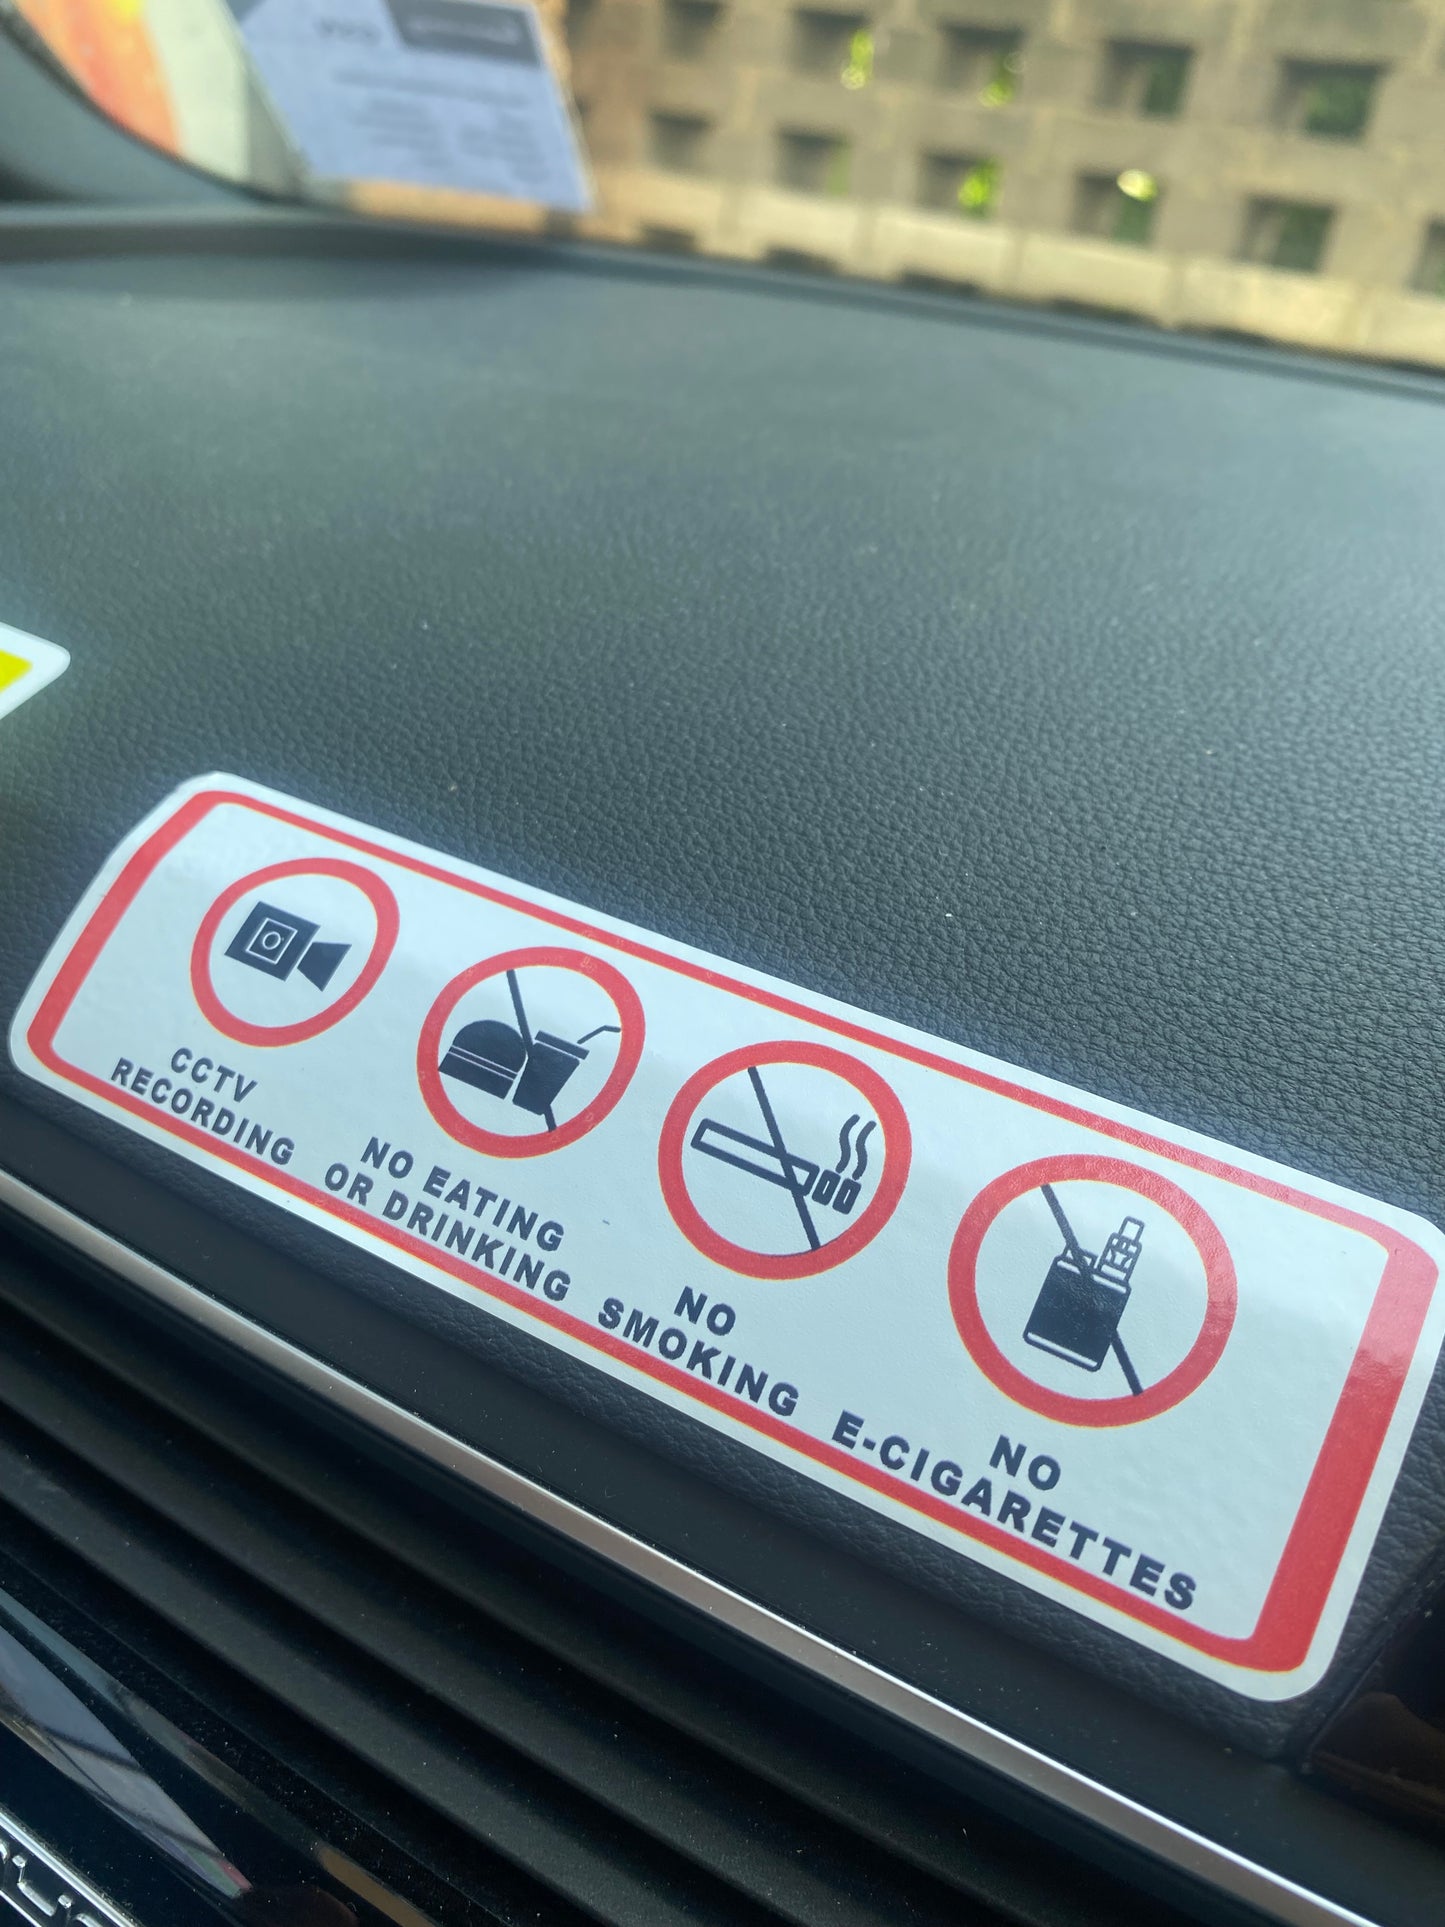 CCTV
RECORDING
NO EATING
OR DRINKING
NO
SMOKING
NO
E-CIGARETTES